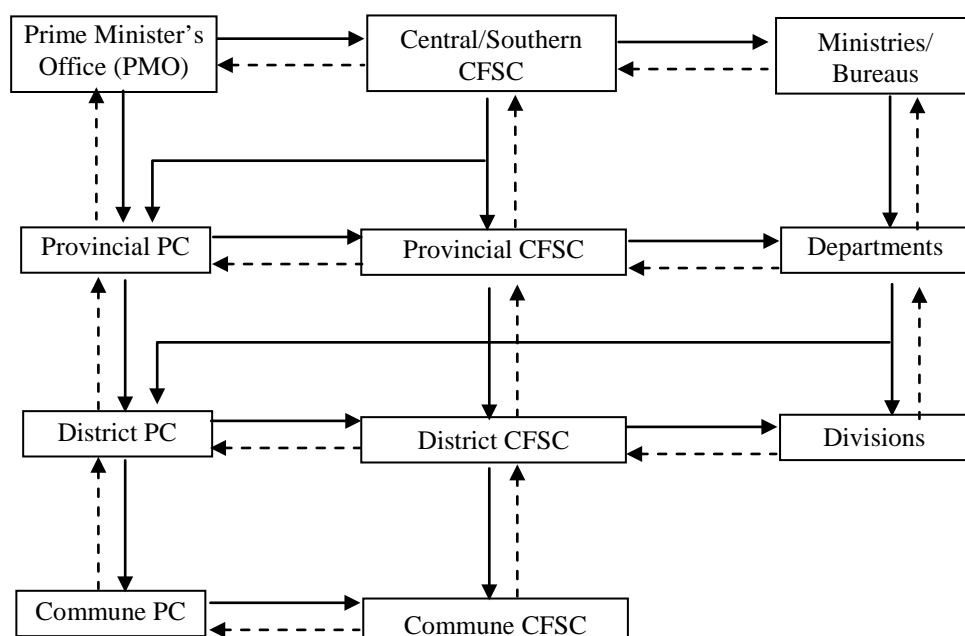 Prime Minister’s
Office (PMO)
Central/Southern
CFSC
Ministries/
Bureaus
Provincial PC
Provincial CFSC
Departments
District PC
District CFSC
Divisions
Commune PC
Commune CFSC